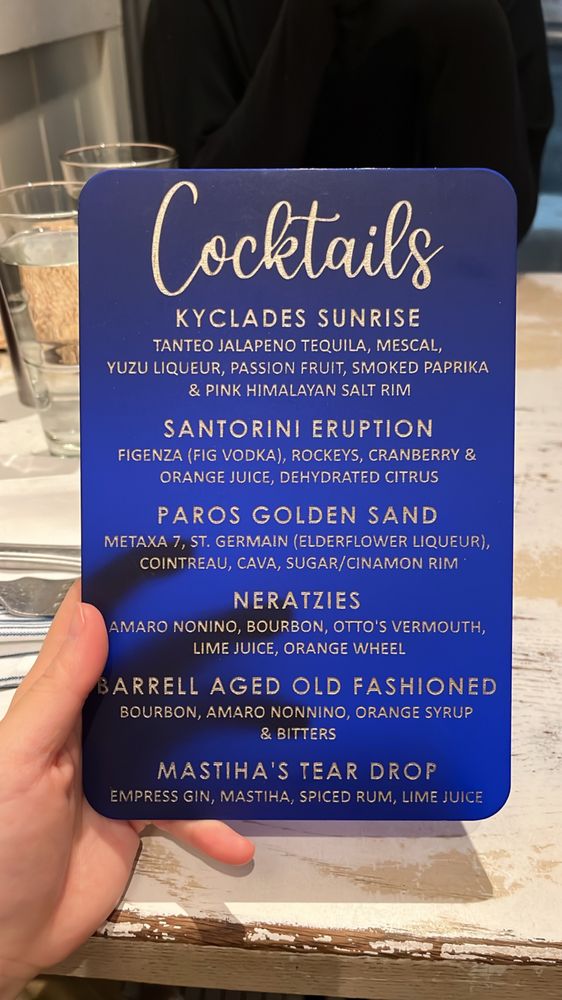 Cocktails
KYCLADES SUNRISE
TANTEO JALAPENO TEQUILA, MESCAL,
YUZU LIQUEUR, PASSION FRUIT, SMOKED PAPRIKA
& PINK HIMALAYAN SALT RIM
SANTORINI ERUPTION
FIGENZA (FIG VODKA), ROCKEYS, CRANBERRY &
ORANGE JUICE, DEHYDRATED CITRUS
PAROS GOLDEN SAND
METAXA 7, ST. GERMAIN (ELDERFLOWER LIQUEUR),
COINTREAU, CAVA, SUGAR/CINAMON RIM
NERATZIES
AMARO NONINO, BOURBON, OTTO'S VERMOUTH,
LIME JUICE, ORANGE WHEEL
BARRELL AGED OLD FASHIONED
BOURBON, AMARO NONNINO, ORANGE SYRUP
& BITTERS
MASTIHA'S TEAR DROP
EMPRESS GIN, MASTIHA, SPICED RUM, LIME JUICE